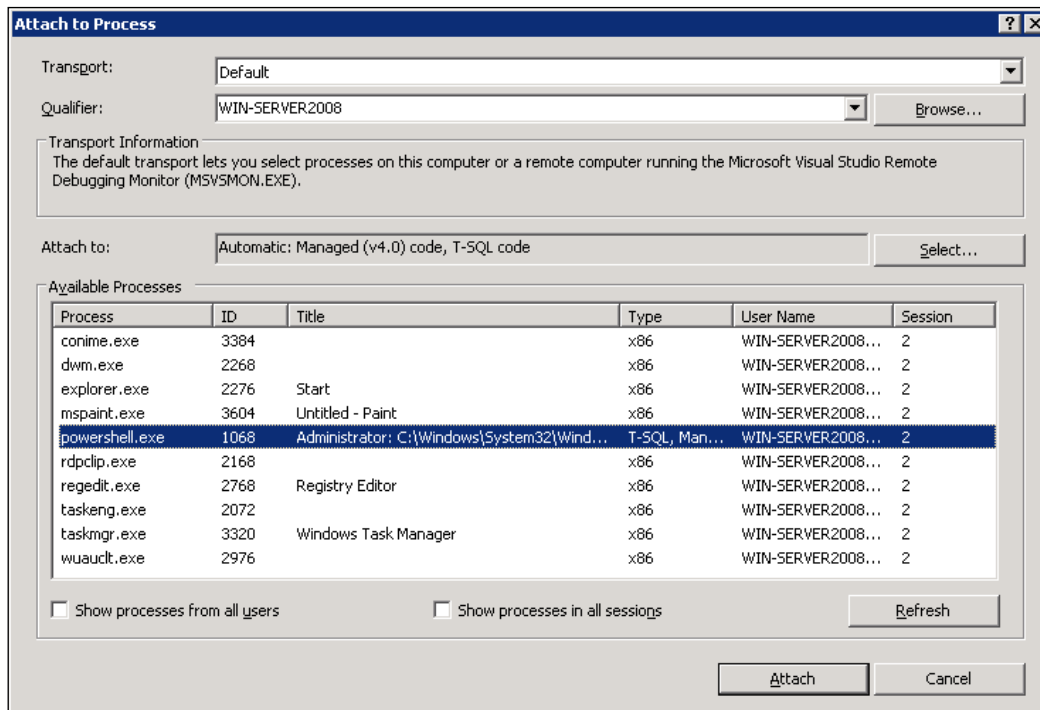 Attach to Process
Transport: Default
Qualifier: WIN-SERVER2008 Browse...
Transport Information
The default transport lets you select processes on this computer or a remote computer running the Microsoft Visual Studio Remote
Debugging Monitor (MSVSMON.EXE).
Attach to: Automatic: Managed (v4.0) code, T-SQL code Select...
Available Processes
Process ID Title Type User Name Session
conime.exe 3384 x86 WIN-SERVER2008... 2
dwm.exe 2268 x86 WIN-SERVER2008... 2
explorer.exe 2276 Start x86 WIN-SERVER2008... 2
mspaint.exe 3604 Untitled - Paint x86 WIN-SERVER2008... 2
powershell.exe 1068 Administrator: C:\Windows\System32\Wind... T-SQL, Man... WIN-SERVER2008... 2
rdpclip.exe 2168 x86 WIN-SERVER2008... 2
regedit.exe 2768 Registry Editor x86 WIN-SERVER2008... 2
taskeng.exe 2072 x86 WIN-SERVER2008... 2
taskmgr.exe 3320 Windows Task Manager x86 WIN-SERVER2008... 2
wuauclt.exe 2976 x86 WIN-SERVER2008... 2
Show processes from all users Show processes in all sessions Refresh
Attach Cancel